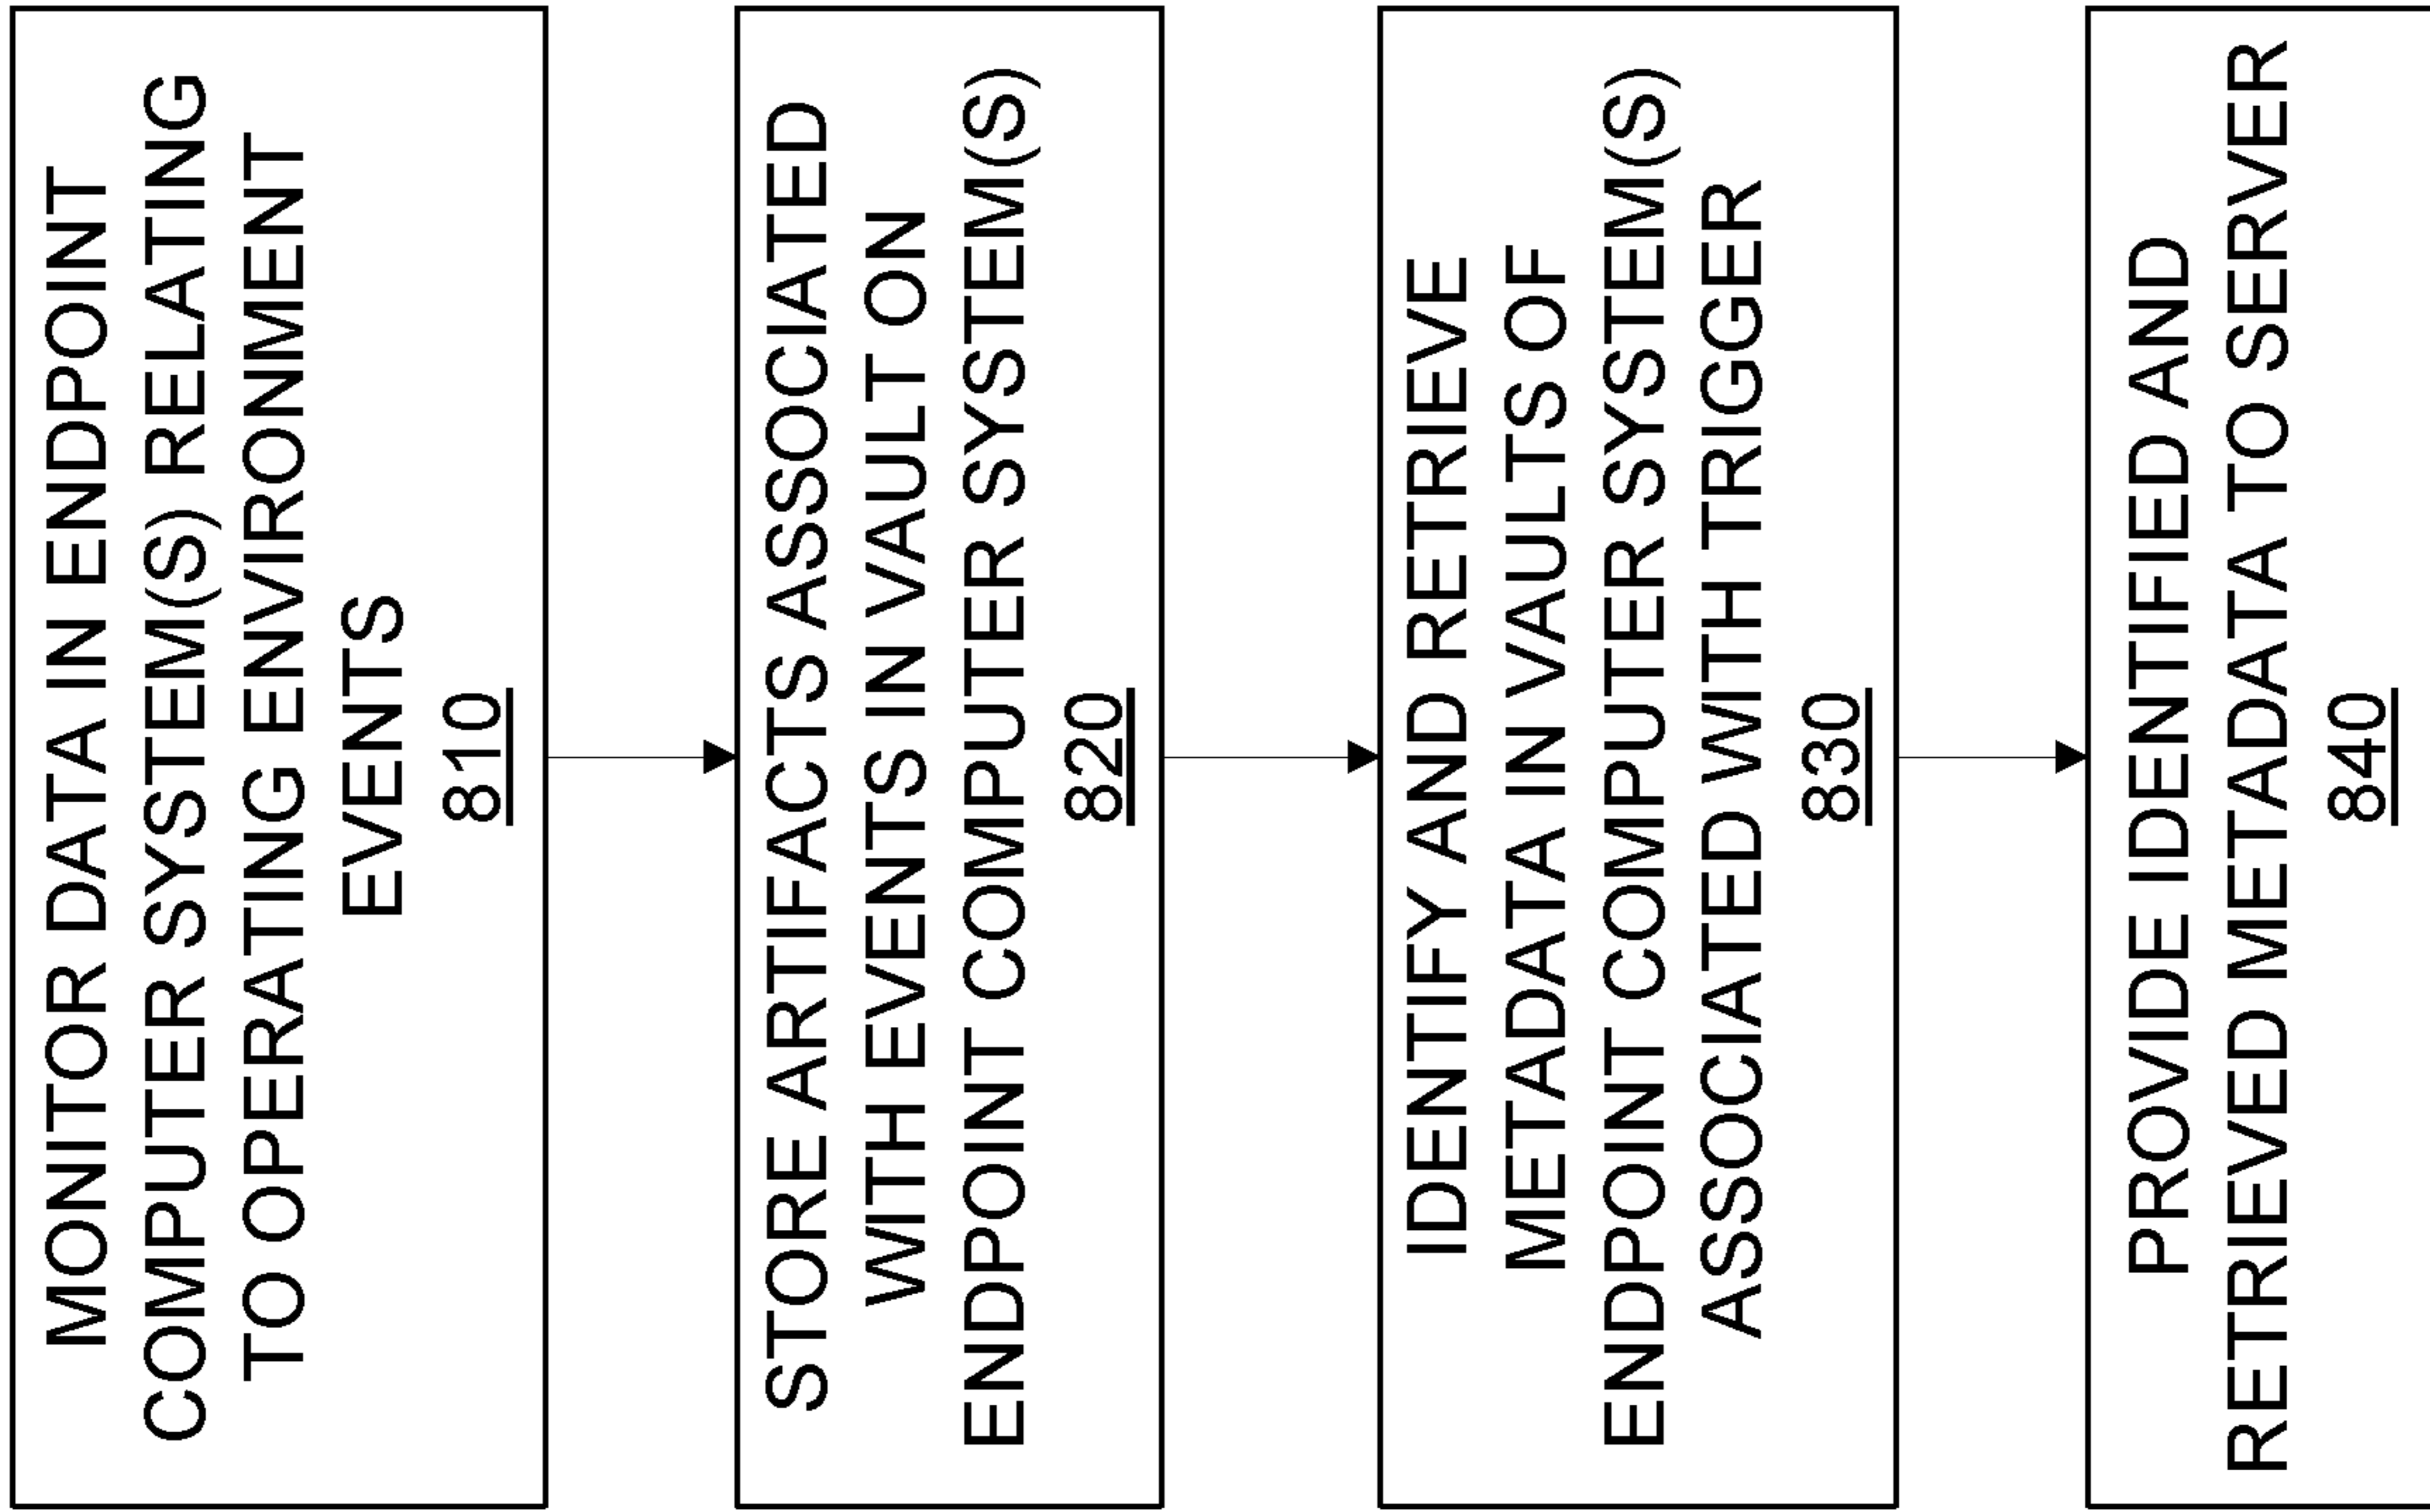 MONITOR DATA IN ENDPOINT
COMPUTER SYSTEM(S) RELATING
TO OPERATING ENVIRONMENT
EVENTS
810
STORE ARTIFACTS ASSOCIATED
WITH EVENTS IN VAULT ON
ENDPOINT COMPUTER SYSTEM(S)
820
IDENTIFY AND RETRIEVE
METADATA IN VAULTS OF
ENDPOINT COMPUTER SYSTEM(S)
ASSOCIATED WITH TRIGGER
830
PROVIDE IDENTIFIED AND
RETRIEVED METADATA TO SERVER
840